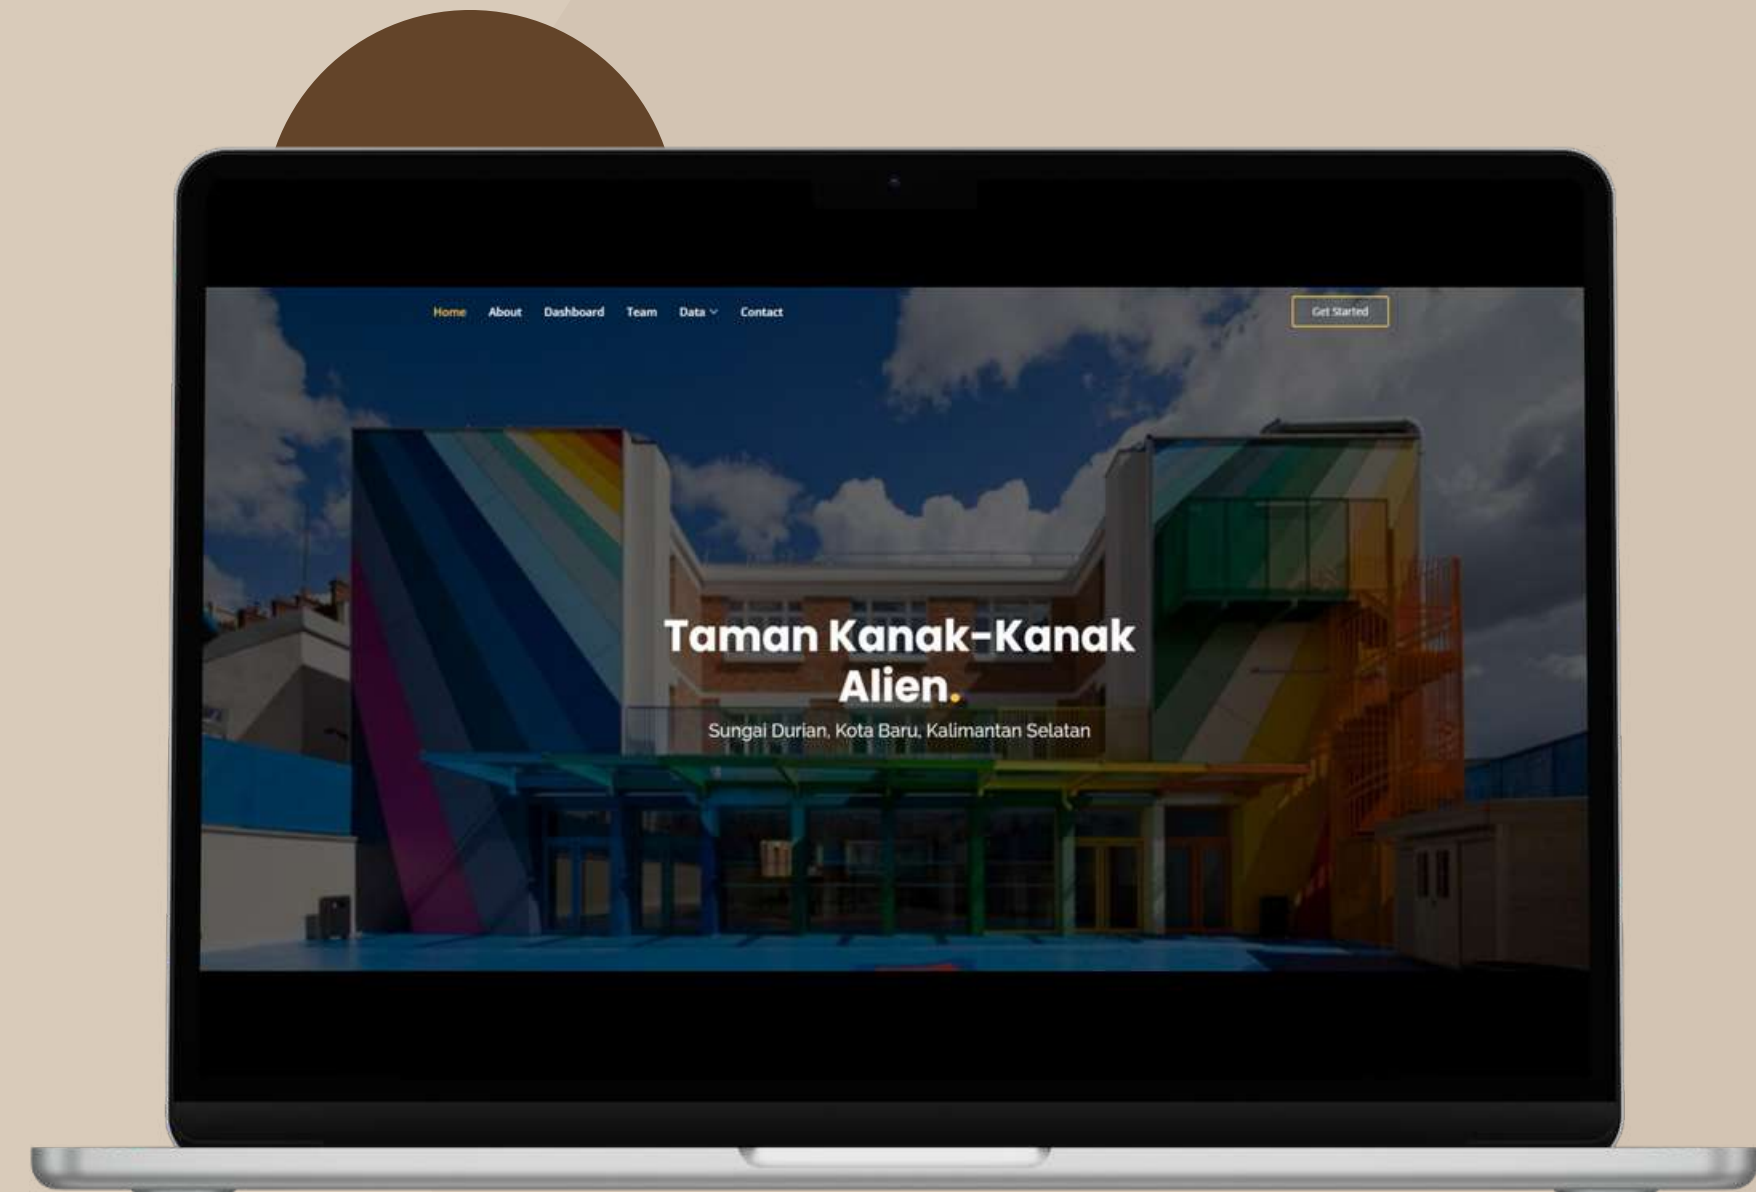 Home About Dashboard Team Data Contact
Get Started
Taman Kanak-Kanak
Alien.
Sungai Durian, Kota Baru, Kalimantan Selatan